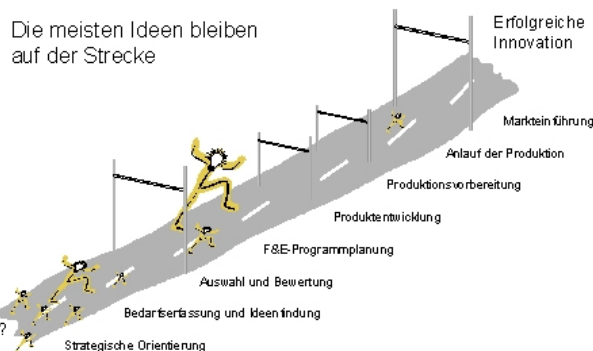 Die meisten Ideen bleiben
auf der Strecke
Erfolgreiche
Innovation
Markteinführung
Anlauf der Produktion
Produktionsvorbereitung
Produktentwicklung
F&E-Programmplanung
Auswahl und Bewertung
Bedarfserfassung und Ideenfindung
Strategische Orientierung
?